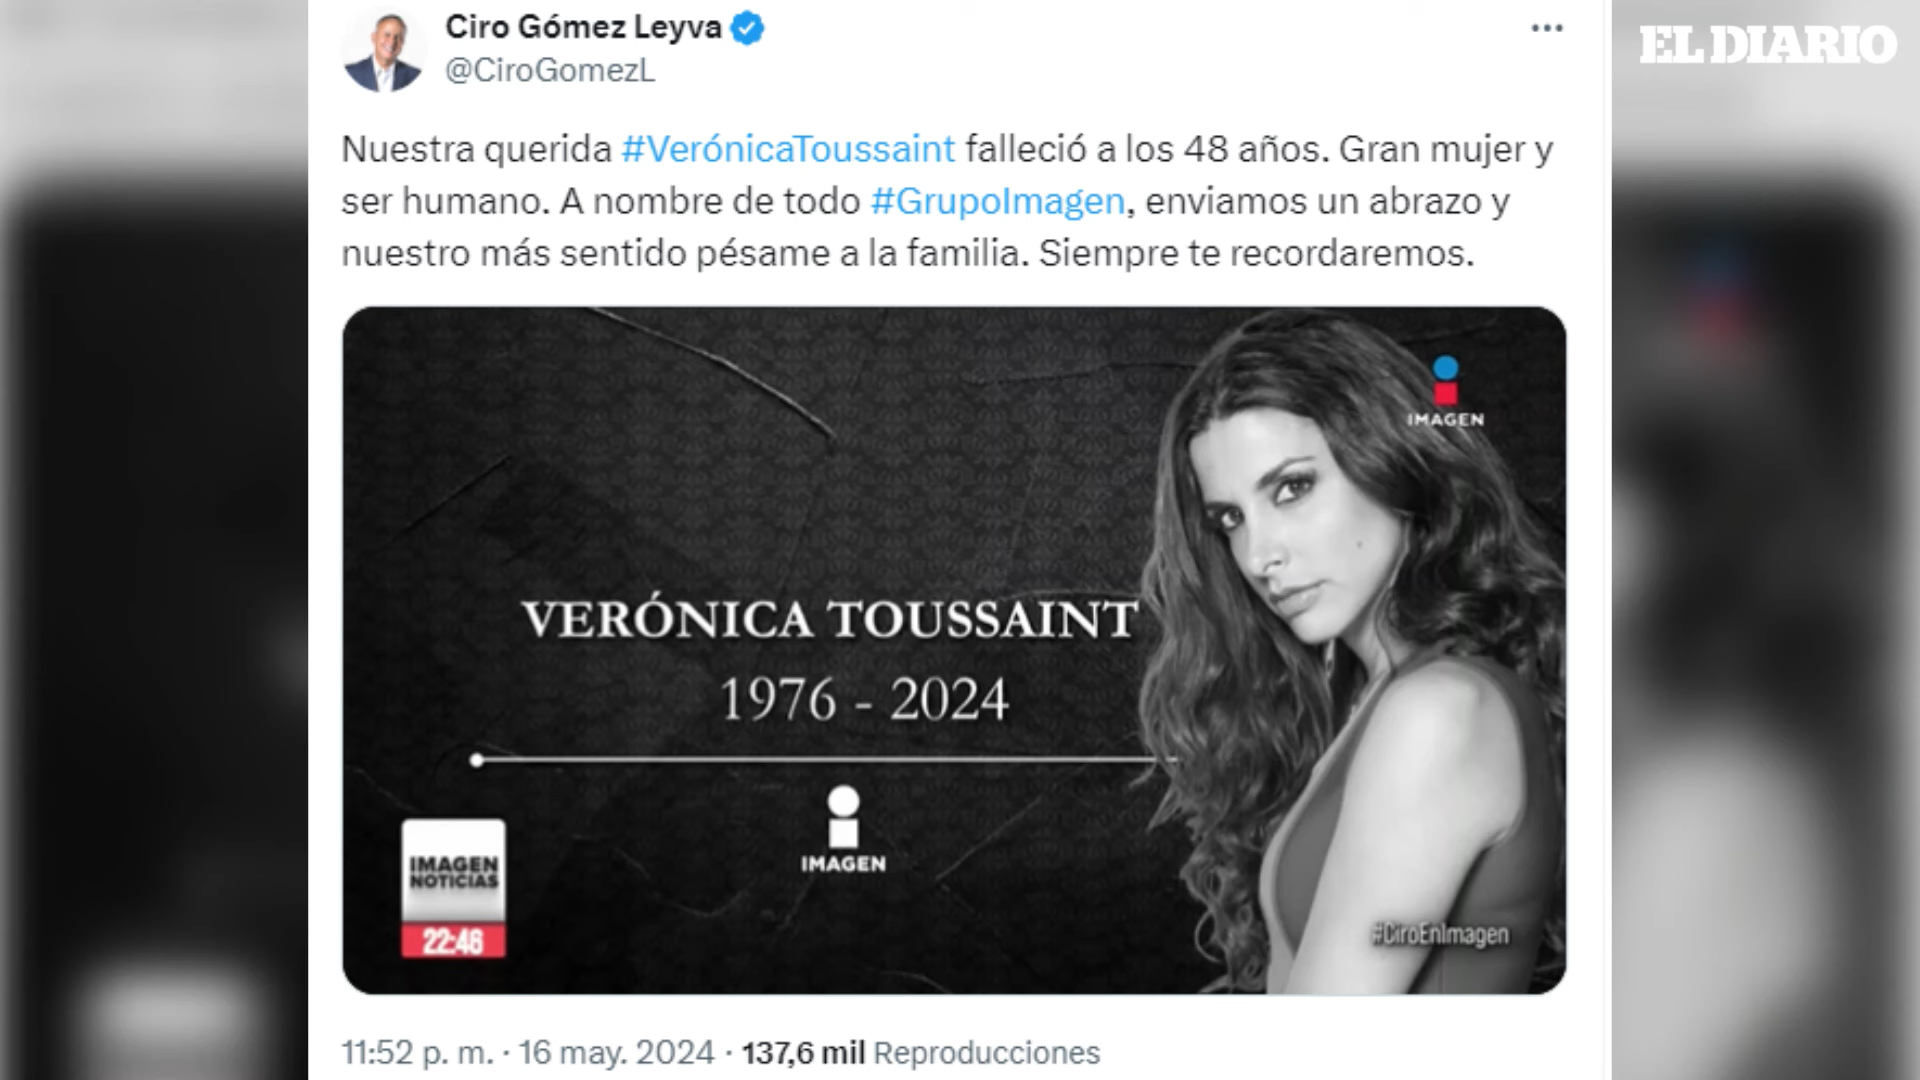 Ciro Gómez Leyva
EL DIARIO
@CiroGomezL
Nuestra querida #VerónicaToussaint falleció a los 48 años. Gran mujer y
ser humano. A nombre de todo #GrupoImagen, enviamos un abrazo y
nuestro más sentido pésame a la familia. Siempre te recordaremos.
IMAGEN
VERÓNICA TOUSSAINT
1976 - 2024
IMAGEN
IMAGEN
NOTICIAS
22:46
#CiroEnImagen
11:52 p. m. · 16 may. 2024 · 137,6 mil Reproducciones